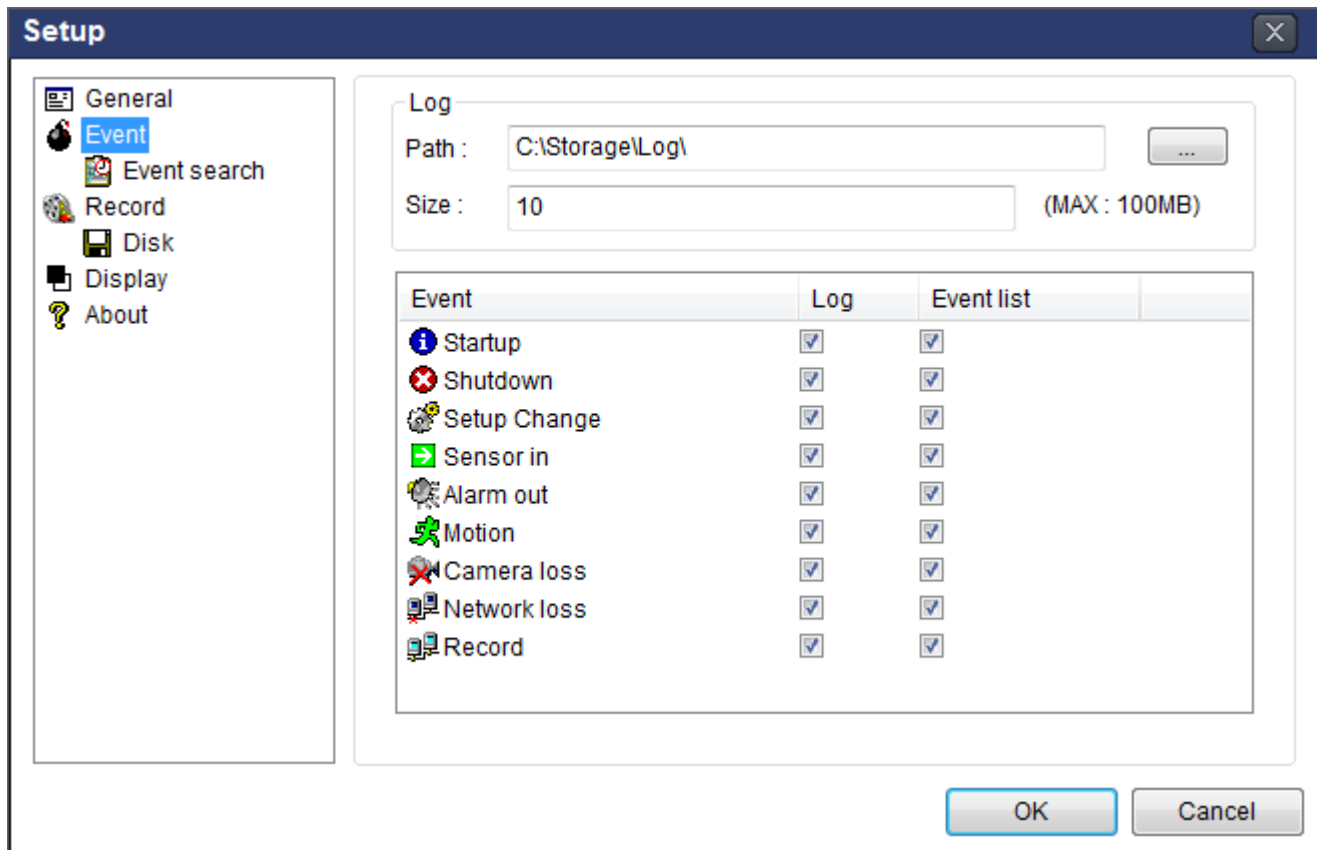 Setup
General
Event
Event search
Record
Disk
Display
About
Log
Path : C:\Storage\Log\ ...
Size : 10 (MAX : 100MB)
Event Log Event list
Startup
Shutdown
Setup Change
Sensor in
Alarm out
Motion
Camera loss
Network loss
Record
OK Cancel